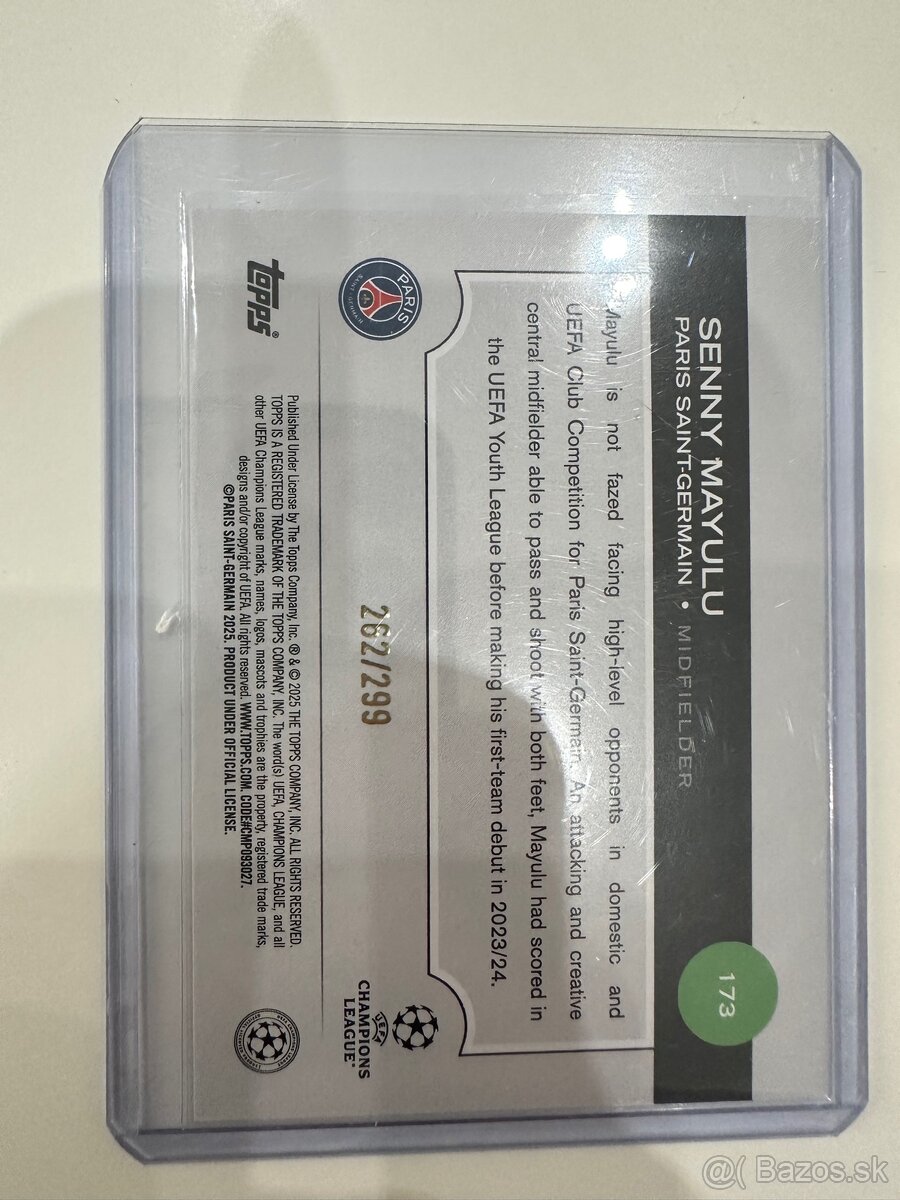 173
SENNY MAYULU
PARIS SAINT-GERMAIN • MIDFIELDER
Mayulu is not fazed facing high-level opponents in domestic and
UEFA Club Competition for Paris Saint-Germain. An attacking and creative
central midfielder able to pass and shoot with both feet, Mayulu had scored in
the UEFA Youth League before making his first-team debut in 2023/24.
PARIS
SAINT-GERMAIN
262/299
UEFA
CHAMPIONS
LEAGUE®
topps®
Published Under License by The Topps Company, Inc. ® & © 2025 THE TOPPS COMPANY, INC. ALL RIGHTS RESERVED.
TOPPS IS A REGISTERED TRADEMARK OF THE TOPPS COMPANY, INC. The word(s) UEFA, CHAMPIONS LEAGUE, and all
other UEFA Champions League marks, names, logos, mascots and trophies are the property, registered trade marks,
designs and/or copyright of UEFA. All rights reserved. WWW.TOPPS.COM. CODE#CMP093027.
©PARIS SAINT-GERMAIN 2025. PRODUCT UNDER OFFICIAL LICENSE.
@( Bazos.sk